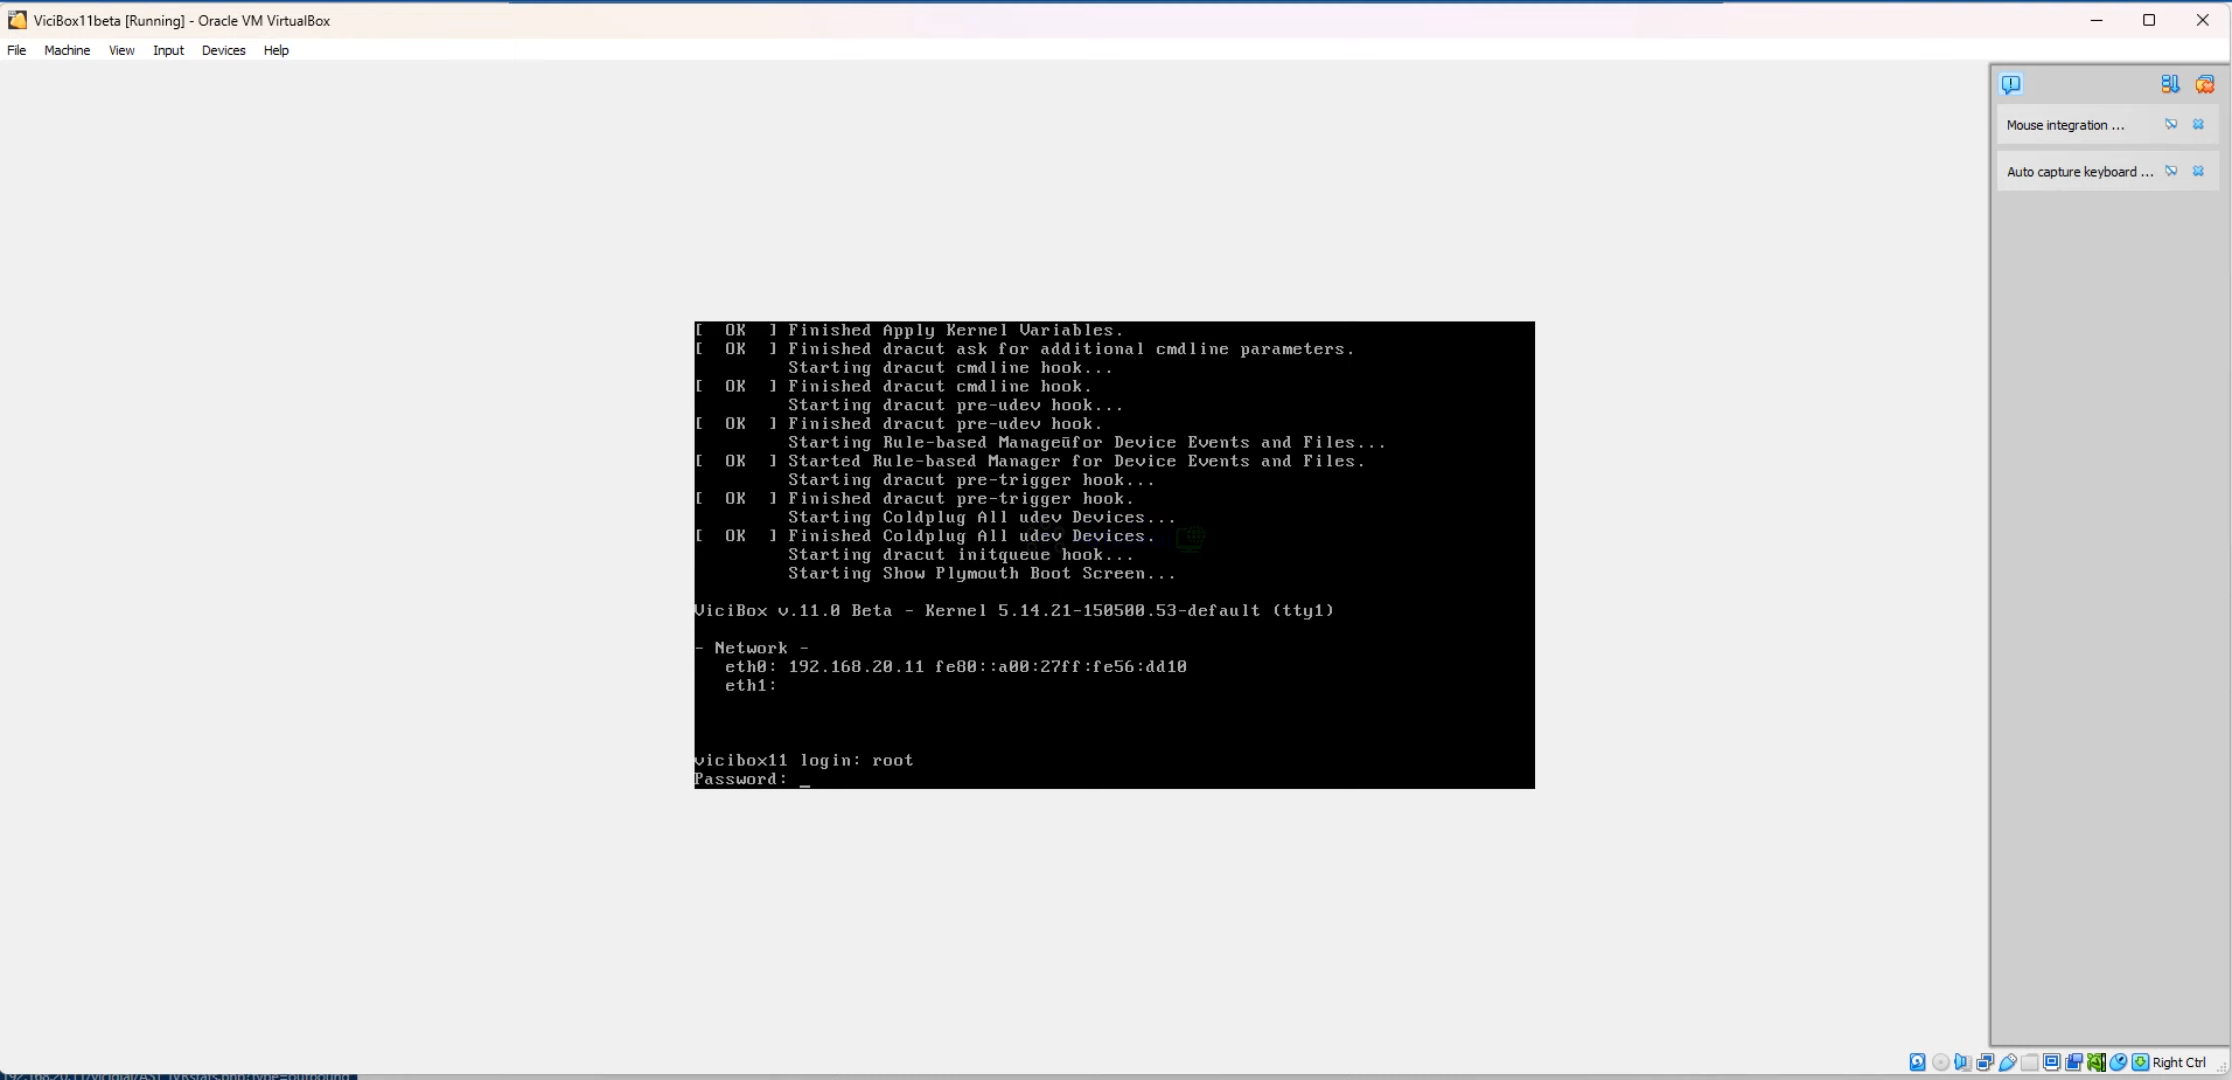 ViciBox11beta [Running] - Oracle VM VirtualBox
File Machine View Input Devices Help
Mouse integration ...
Auto capture keyboard ...
[ OK ] Finished Apply Kernel Variables.
[ OK ] Finished dracut ask for additional cmdline parameters.
Starting dracut cmdline hook...
[ OK ] Finished dracut cmdline hook.
Starting dracut pre-udev hook...
[ OK ] Finished dracut pre-udev hook.
Starting Rule-based Manageūfor Device Events and Files...
[ OK ] Started Rule-based Manager for Device Events and Files.
Starting dracut pre-trigger hook...
[ OK ] Finished dracut pre-trigger hook.
Starting Coldplug All udev Devices...
[ OK ] Finished Coldplug All udev Devices.
Starting dracut initqueue hook...
Starting Show Plymouth Boot Screen...
ViciBox v.11.0 Beta - Kernel 5.14.21-150500.53-default (tty1)
- Network -
eth0: 192.168.20.11 fe80::a00:27ff:fe56:dd10
eth1:
vicibox11 login: root
Password: _
Right Ctrl